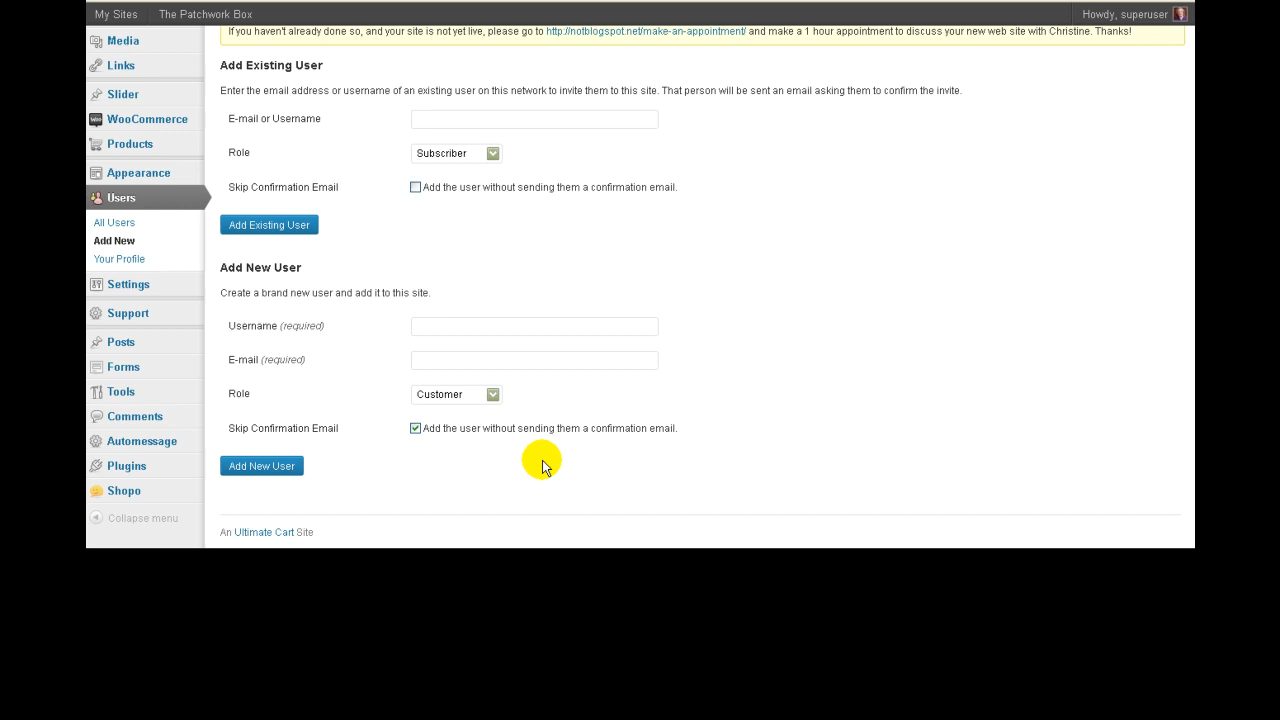 My Sites The Patchwork Box Howdy, superuser
If you haven't already done so, and your site is not yet live, please go to http://notblogspot.net/make-an-appointment/ and make a 1 hour appointment to discuss your new web site with Christine. Thanks!
Media
Links
Slider
WooCommerce
Products
Appearance
Users
All Users
Add New
Your Profile
Settings
Support
Posts
Forms
Tools
Comments
Automessage
Plugins
Shopo
Collapse menu
Add Existing User
Enter the email address or username of an existing user on this network to invite them to this site. That person will be sent an email asking them to confirm the invite.
E-mail or Username
Role Subscriber
Skip Confirmation Email Add the user without sending them a confirmation email.
Add Existing User
Add New User
Create a brand new user and add it to this site.
Username (required)
E-mail (required)
Role Customer
Skip Confirmation Email Add the user without sending them a confirmation email.
Add New User
An Ultimate Cart Site